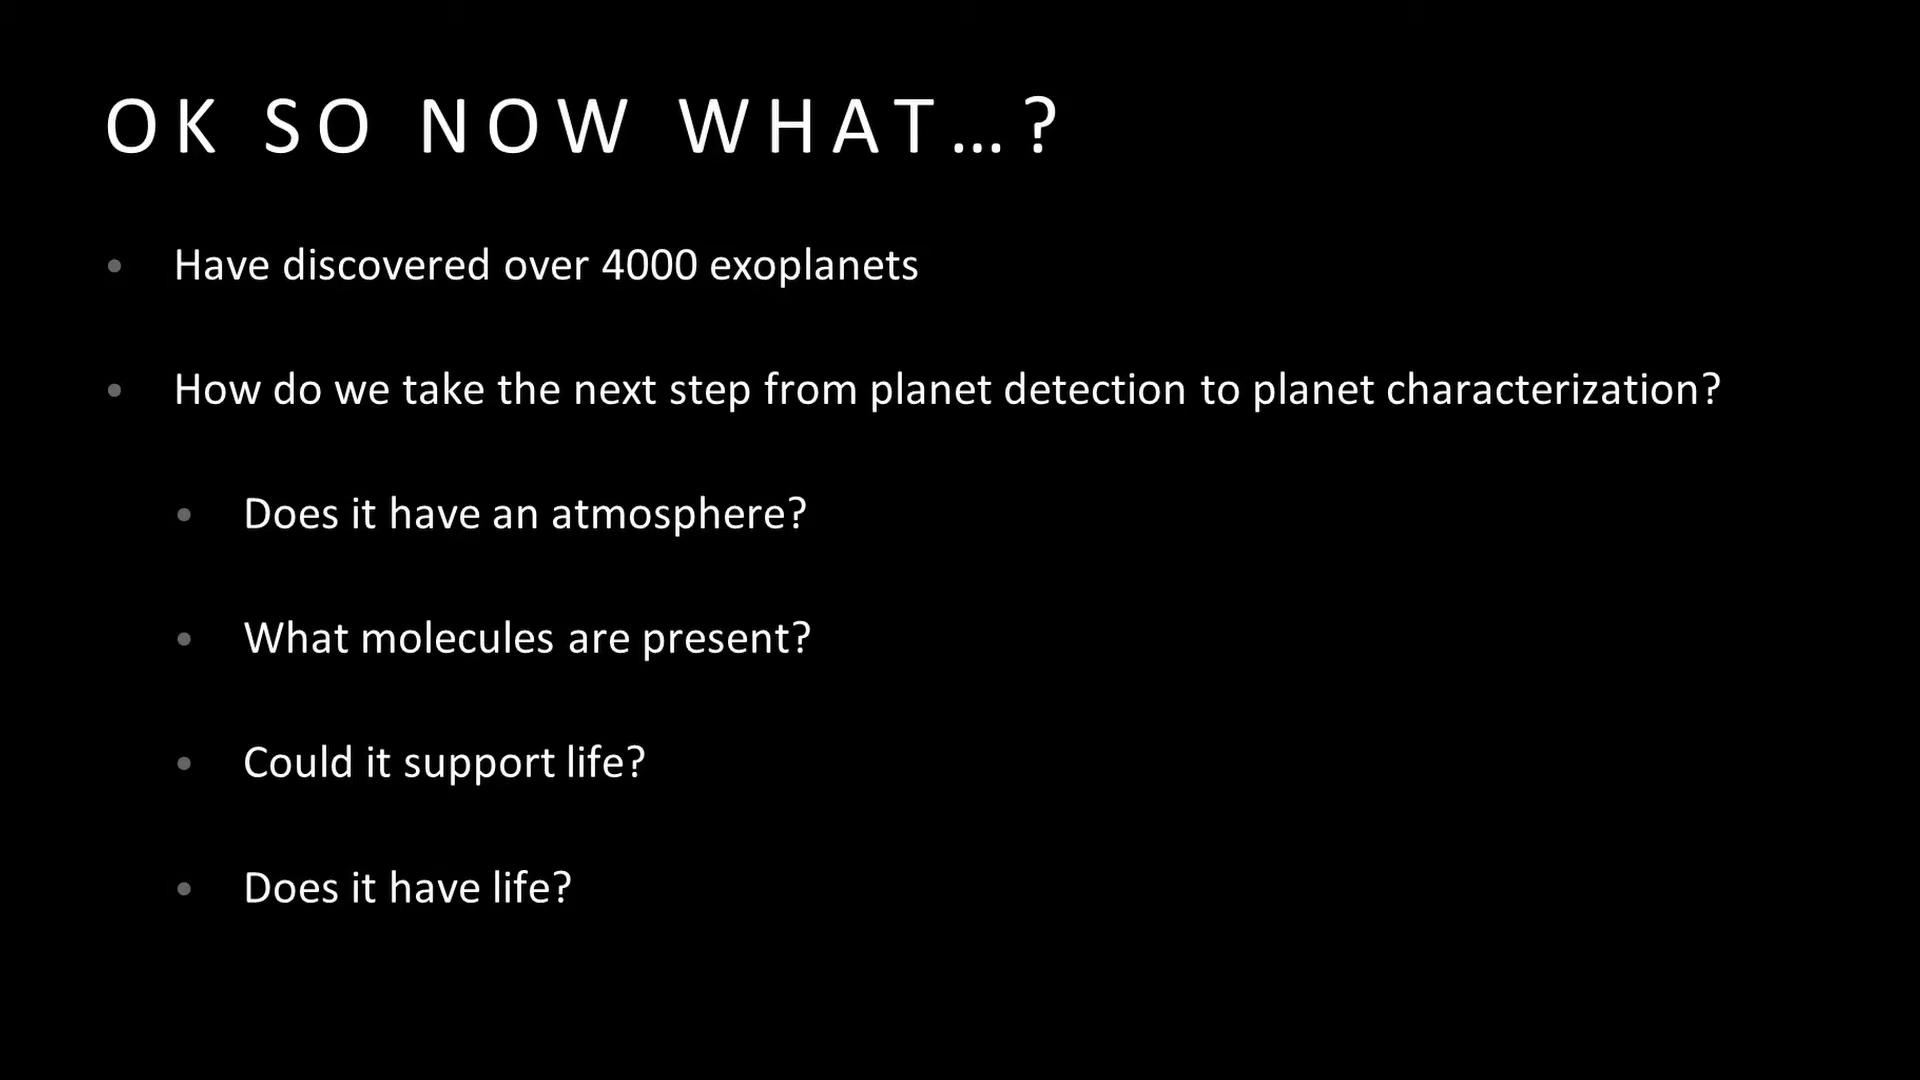 OK SO NOW WHAT...?
• Have discovered over 4000 exoplanets
• How do we take the next step from planet detection to planet characterization?
• Does it have an atmosphere?
• What molecules are present?
• Could it support life?
• Does it have life?